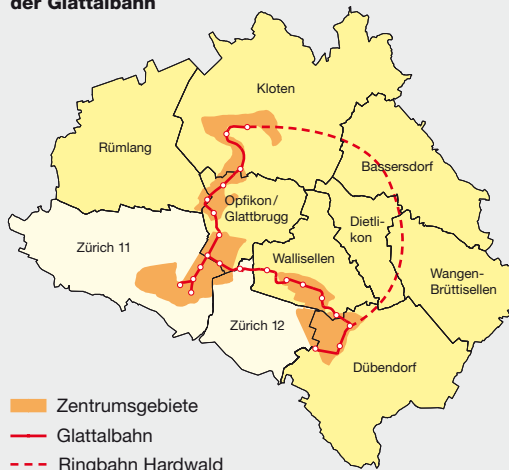 der Glattalbahn
Kloten
Rümlang
Bassersdorf
Opfikon/
Glattbrugg
Dietli-
kon
Zürich 11
Wallisellen
Wangen-
Brüttisellen
Zürich 12
Dübendorf
Zentrumsgebiete
Glattalbahn
Ringbahn Hardwald